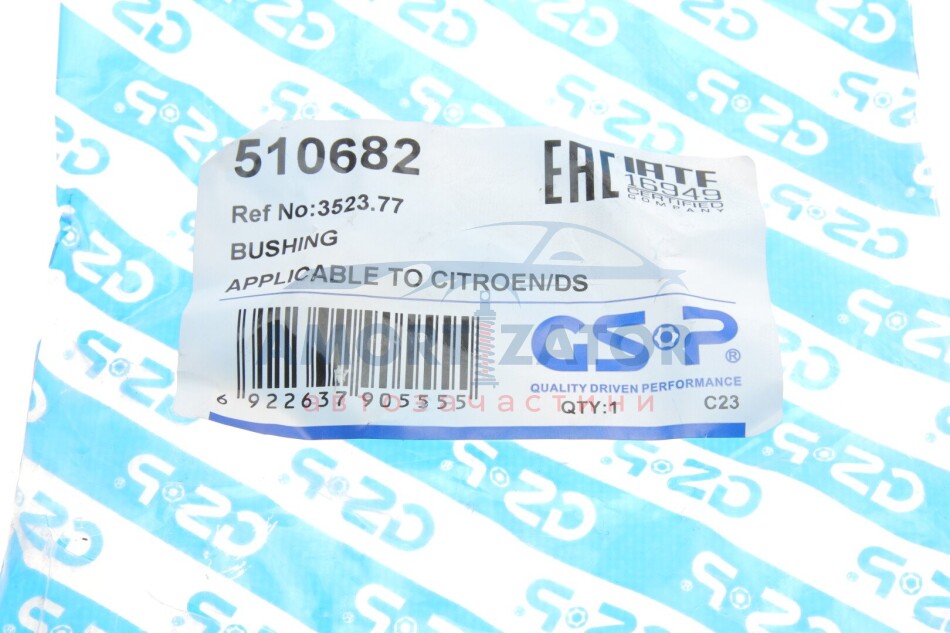 510682
EAC IATF
16949
CERTIFIED
COMPANY
Ref No:3523.77
BUSHING
APPLICABLE TO CITROEN/DS
AMORTIZATOR
автозапчастини
GSP®
QUALITY DRIVEN PERFORMANCE
6 922637 905555
QTY:1
C23